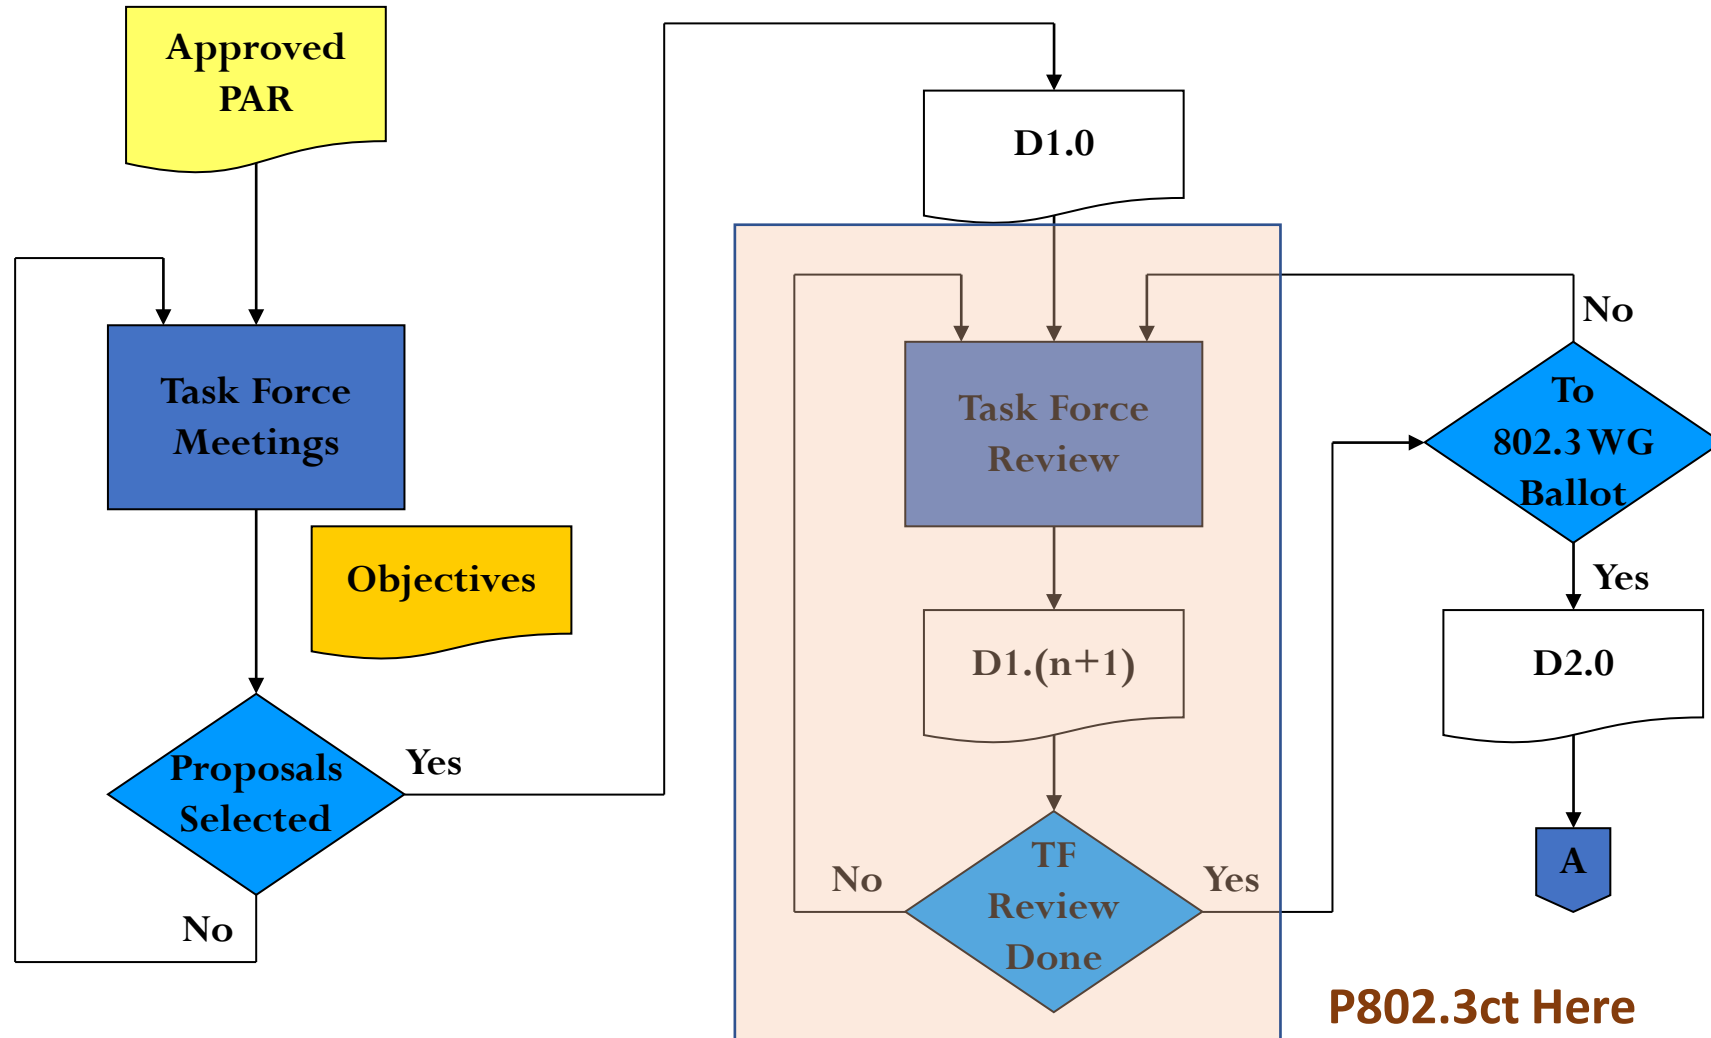 Approved
PAR
Task Force
Meetings
Objectives
Proposals
Selected
Yes
No
D1.0
Task Force
Review
D1.(n+1)
TF
Review
Done
No
Yes
To
802.3 WG
Ballot
No
Yes
D2.0
A
P802.3ct Here